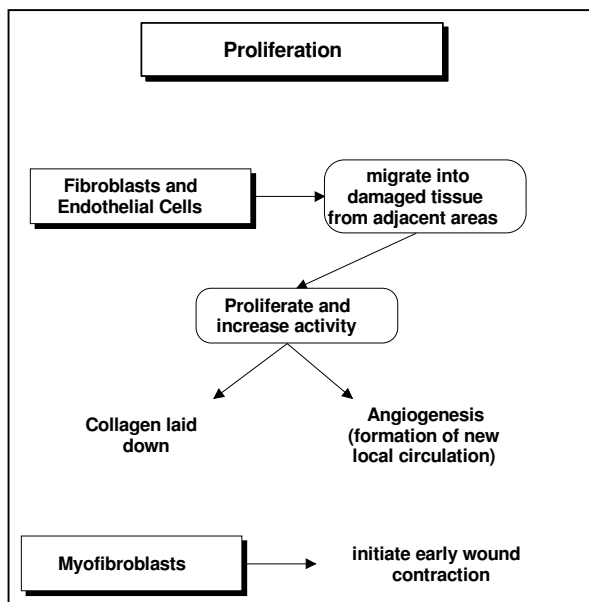 Proliferation
Fibroblasts and
Endothelial Cells
migrate into
damaged tissue
from adjacent areas
Proliferate and
increase activity
Collagen laid
down
Angiogenesis
(formation of new
local circulation)
Myofibroblasts
initiate early wound
contraction